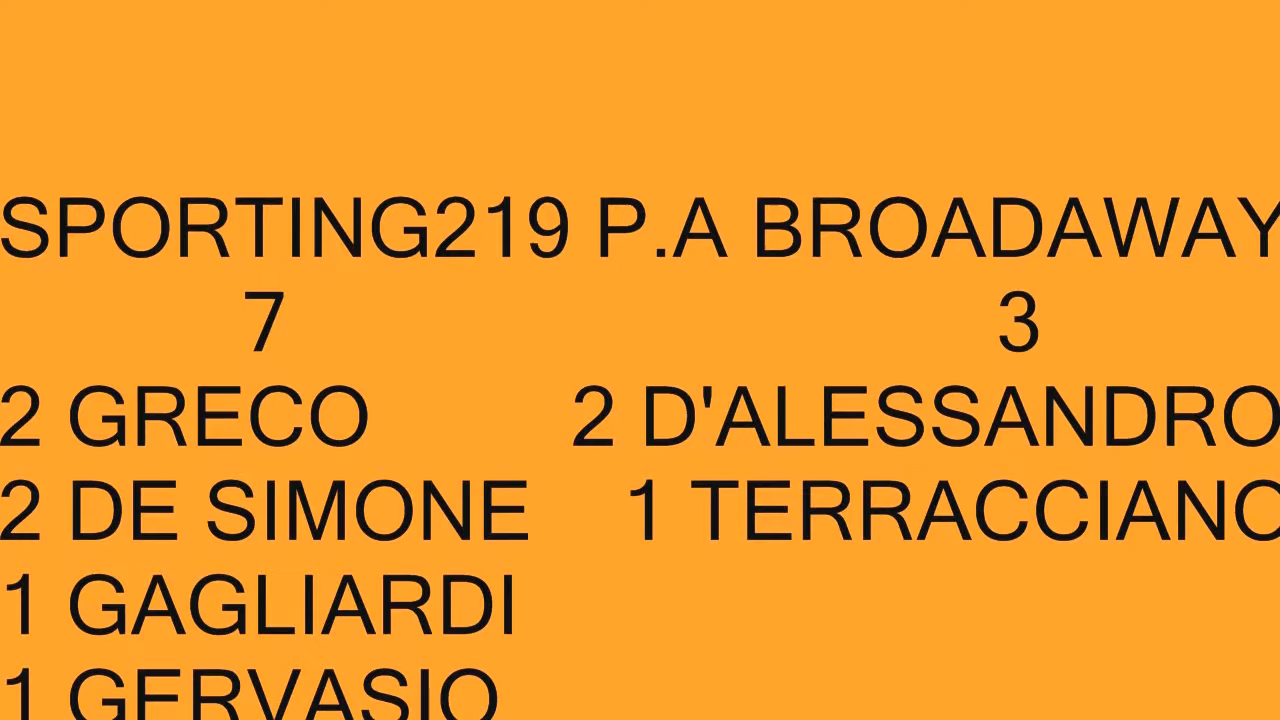 SPORTING219 P.A BROADAWAY
7 3
2 GRECO 2 D'ALESSANDRO
2 DE SIMONE 1 TERRACCIANO
1 GAGLIARDI
1 GERVASIO